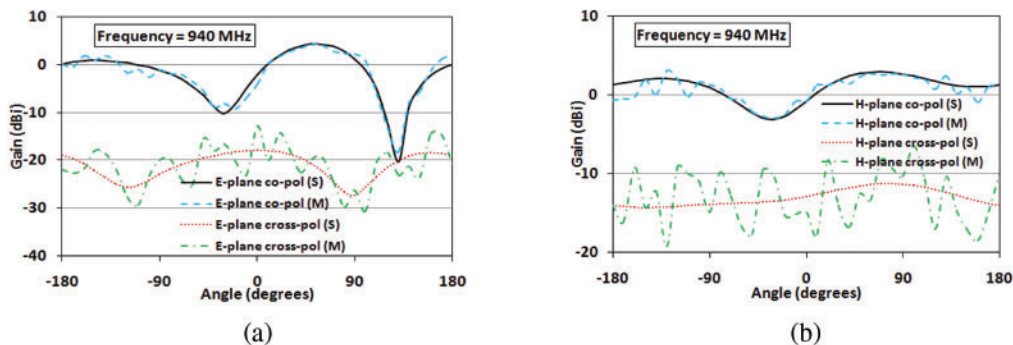 10
0
-10
-20
-30
-40
Gain (dBi)
Frequency = 940 MHz
E-plane co-pol (S)
E-plane co-pol (M)
E-plane cross-pol (S)
E-plane cross-pol (M)
-180
-90
0
90
180
Angle (degrees)
(a)
10
0
-10
-20
Gain (dBi)
Frequency = 940 MHz
H-plane co-pol (S)
H-plane co-pol (M)
H-plane cross-pol (S)
H-plane cross-pol (M)
-180
-90
0
90
180
Angle (degrees)
(b)